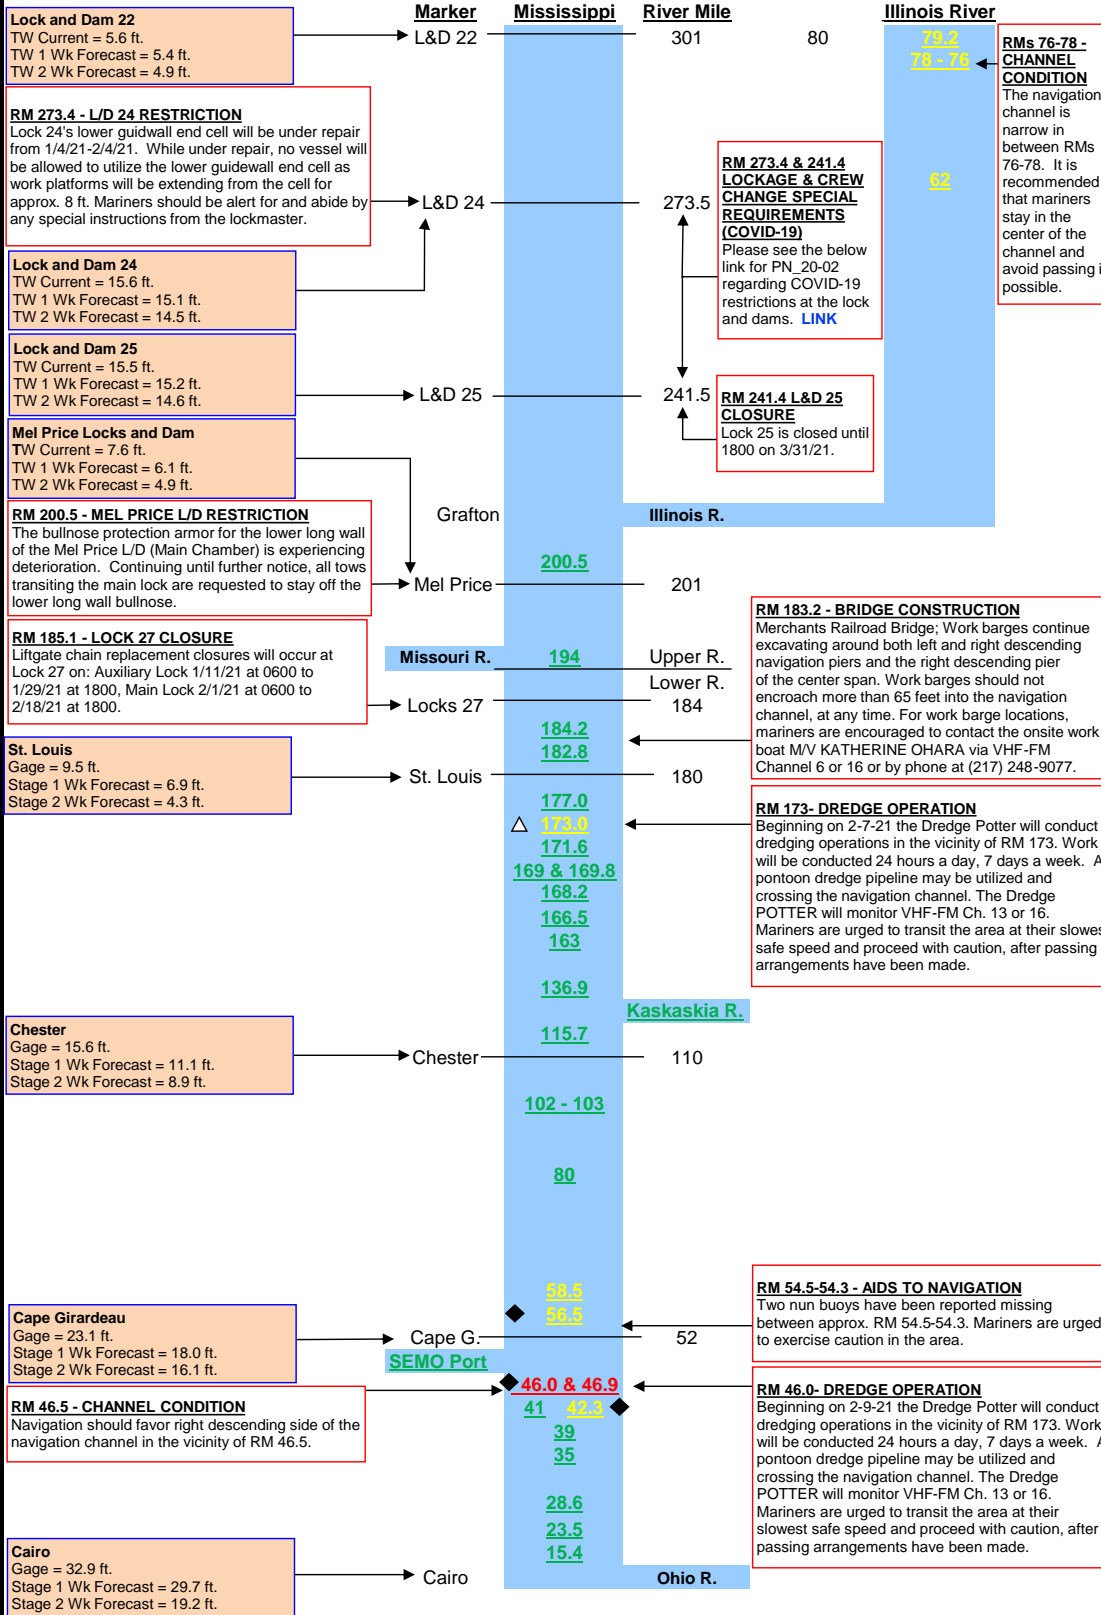 Marker
Mississippi
River Mile
Illinois River
Lock and Dam 22
TW Current = 5.6 ft.
TW 1 Wk Forecast = 5.4 ft.
TW 2 Wk Forecast = 4.9 ft.
L&D 22
301
80
79.2
78 - 76
RMs 76-78 -
CHANNEL
CONDITION
The navigation
channel is
narrow in
between RMs
76-78. It is
recommended
that mariners
stay in the
center of the
channel and
avoid passing i
possible.
RM 273.4 - L/D 24 RESTRICTION
Lock 24's lower guidwall end cell will be under repair
from 1/4/21-2/4/21. While under repair, no vessel will
be allowed to utilize the lower guidewall end cell as
work platforms will be extending from the cell for
approx. 8 ft. Mariners should be alert for and abide by
any special instructions from the lockmaster.
L&D 24
273.5
RM 273.4 & 241.4
LOCKAGE & CREW
CHANGE SPECIAL
REQUIREMENTS
(COVID-19)
Please see the below
link for PN_20-02
regarding COVID-19
restrictions at the lock
and dams. LINK
62
Lock and Dam 24
TW Current = 15.6 ft.
TW 1 Wk Forecast = 15.1 ft.
TW 2 Wk Forecast = 14.5 ft.
Lock and Dam 25
TW Current = 15.5 ft.
TW 1 Wk Forecast = 15.2 ft.
TW 2 Wk Forecast = 14.6 ft.
L&D 25
241.5
RM 241.4 L&D 25
CLOSURE
Lock 25 is closed until
1800 on 3/31/21.
Mel Price Locks and Dam
TW Current = 7.6 ft.
TW 1 Wk Forecast = 6.1 ft.
TW 2 Wk Forecast = 4.9 ft.
Grafton
Illinois R.
RM 200.5 - MEL PRICE L/D RESTRICTION
The bullnose protection armor for the lower long wall
of the Mel Price L/D (Main Chamber) is experiencing
deterioration. Continuing until further notice, all tows
transiting the main lock are requested to stay off the
lower long wall bullnose.
200.5
Mel Price
201
RM 185.1 - LOCK 27 CLOSURE
Liftgate chain replacement closures will occur at
Lock 27 on: Auxiliary Lock 1/11/21 at 0600 to
1/29/21 at 1800, Main Lock 2/1/21 at 0600 to
2/18/21 at 1800.
Missouri R.
194
Upper R.
Lower R.
Locks 27
184
RM 183.2 - BRIDGE CONSTRUCTION
Merchants Railroad Bridge; Work barges continue
excavating around both left and right descending
navigation piers and the right descending pier
of the center span. Work barges should not
encroach more than 65 feet into the navigation
channel, at any time. For work barge locations,
mariners are encouraged to contact the onsite work
boat M/V KATHERINE OHARA via VHF-FM
Channel 6 or 16 or by phone at (217) 248-9077.
184.2
182.8
St. Louis
Gage = 9.5 ft.
Stage 1 Wk Forecast = 6.9 ft.
Stage 2 Wk Forecast = 4.3 ft.
St. Louis
180
177.0
173.0
171.6
169 & 169.8
168.2
166.5
163
RM 173- DREDGE OPERATION
Beginning on 2-7-21 the Dredge Potter will conduct
dredging operations in the vicinity of RM 173. Work
will be conducted 24 hours a day, 7 days a week. A
pontoon dredge pipeline may be utilized and
crossing the navigation channel. The Dredge
POTTER will monitor VHF-FM Ch. 13 or 16.
Mariners are urged to transit the area at their slowes
safe speed and proceed with caution, after passing
arrangements have been made.
136.9
Kaskaskia R.
115.7
Chester
Gage = 15.6 ft.
Stage 1 Wk Forecast = 11.1 ft.
Stage 2 Wk Forecast = 8.9 ft.
Chester
110
102 - 103
80
58.5
56.5
RM 54.5-54.3 - AIDS TO NAVIGATION
Two nun buoys have been reported missing
between approx. RM 54.5-54.3. Mariners are urged
to exercise caution in the area.
Cape Girardeau
Gage = 23.1 ft.
Stage 1 Wk Forecast = 18.0 ft.
Stage 2 Wk Forecast = 16.1 ft.
Cape G.
52
SEMO Port
46.0 & 46.9
41 42.3
39
35
RM 46.5 - CHANNEL CONDITION
Navigation should favor right descending side of the
navigation channel in the vicinity of RM 46.5.
RM 46.0- DREDGE OPERATION
Beginning on 2-9-21 the Dredge Potter will conduct
dredging operations in the vicinity of RM 173. Work
will be conducted 24 hours a day, 7 days a week. A
pontoon dredge pipeline may be utilized and
crossing the navigation channel. The Dredge
POTTER will monitor VHF-FM Ch. 13 or 16.
Mariners are urged to transit the area at their
slowest safe speed and proceed with caution, after
passing arrangements have been made.
28.6
23.5
15.4
Cairo
Gage = 32.9 ft.
Stage 1 Wk Forecast = 29.7 ft.
Stage 2 Wk Forecast = 19.2 ft.
Cairo
Ohio R.